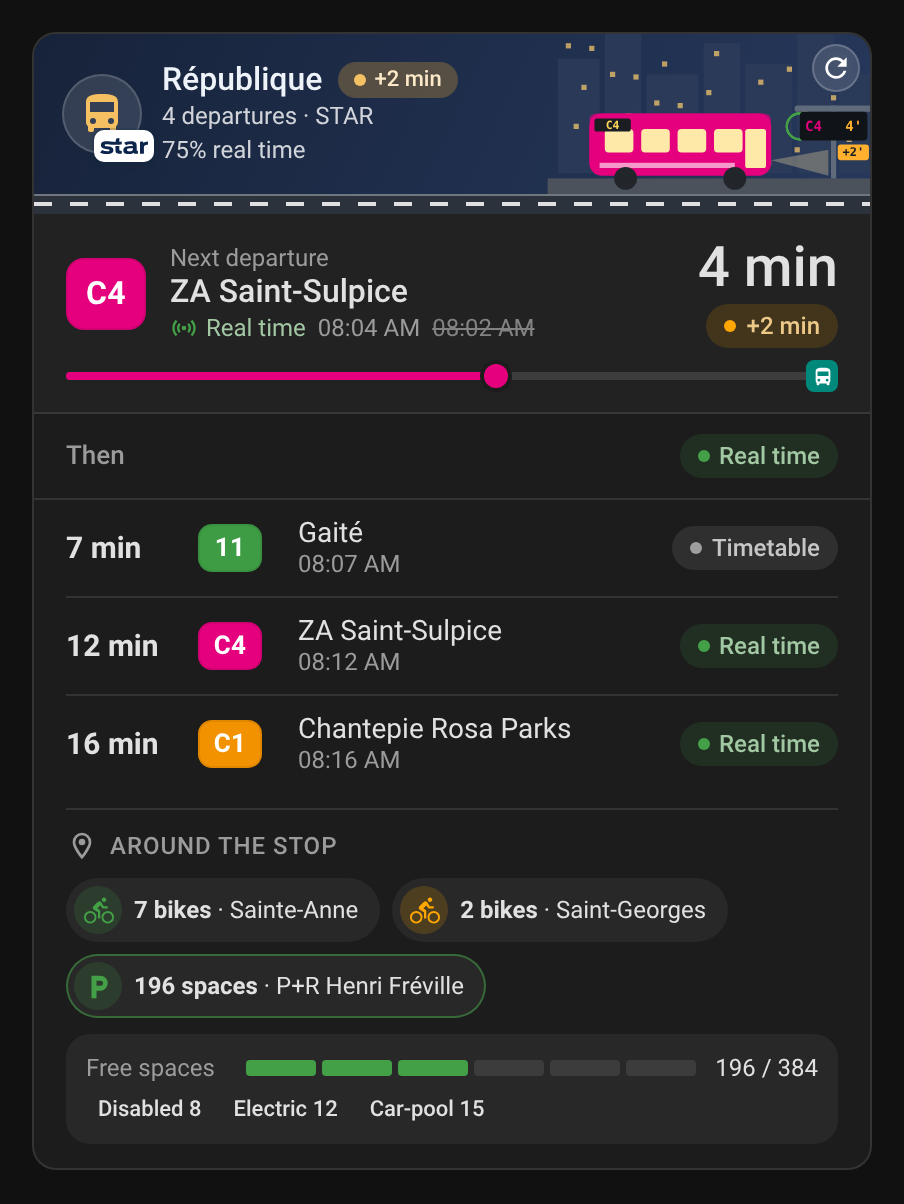 République
+2 min
4 departures · STAR
75% real time
star
C4
C4 4'
+2'
C4
Next departure
ZA Saint-Sulpice
Real time 08:04 AM 08:02 AM
4 min
+2 min
Then
Real time
7 min
11
Gaité
08:07 AM
Timetable
12 min
C4
ZA Saint-Sulpice
08:12 AM
Real time
16 min
C1
Chantepie Rosa Parks
08:16 AM
Real time
AROUND THE STOP
7 bikes · Sainte-Anne
2 bikes · Saint-Georges
P
196 spaces · P+R Henri Fréville
Free spaces
196 / 384
Disabled 8 Electric 12 Car-pool 15